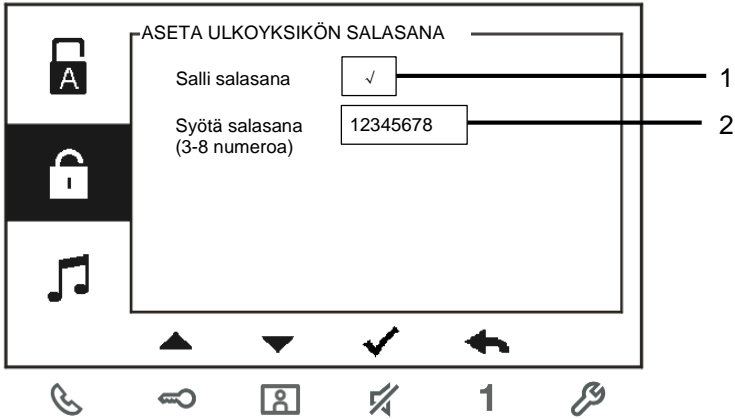 ASETA ULKOYKSIKÖN SALASANA
A
Salli salasana
√
1
Syötä salasana
12345678
2
(3-8 numeroa)
1